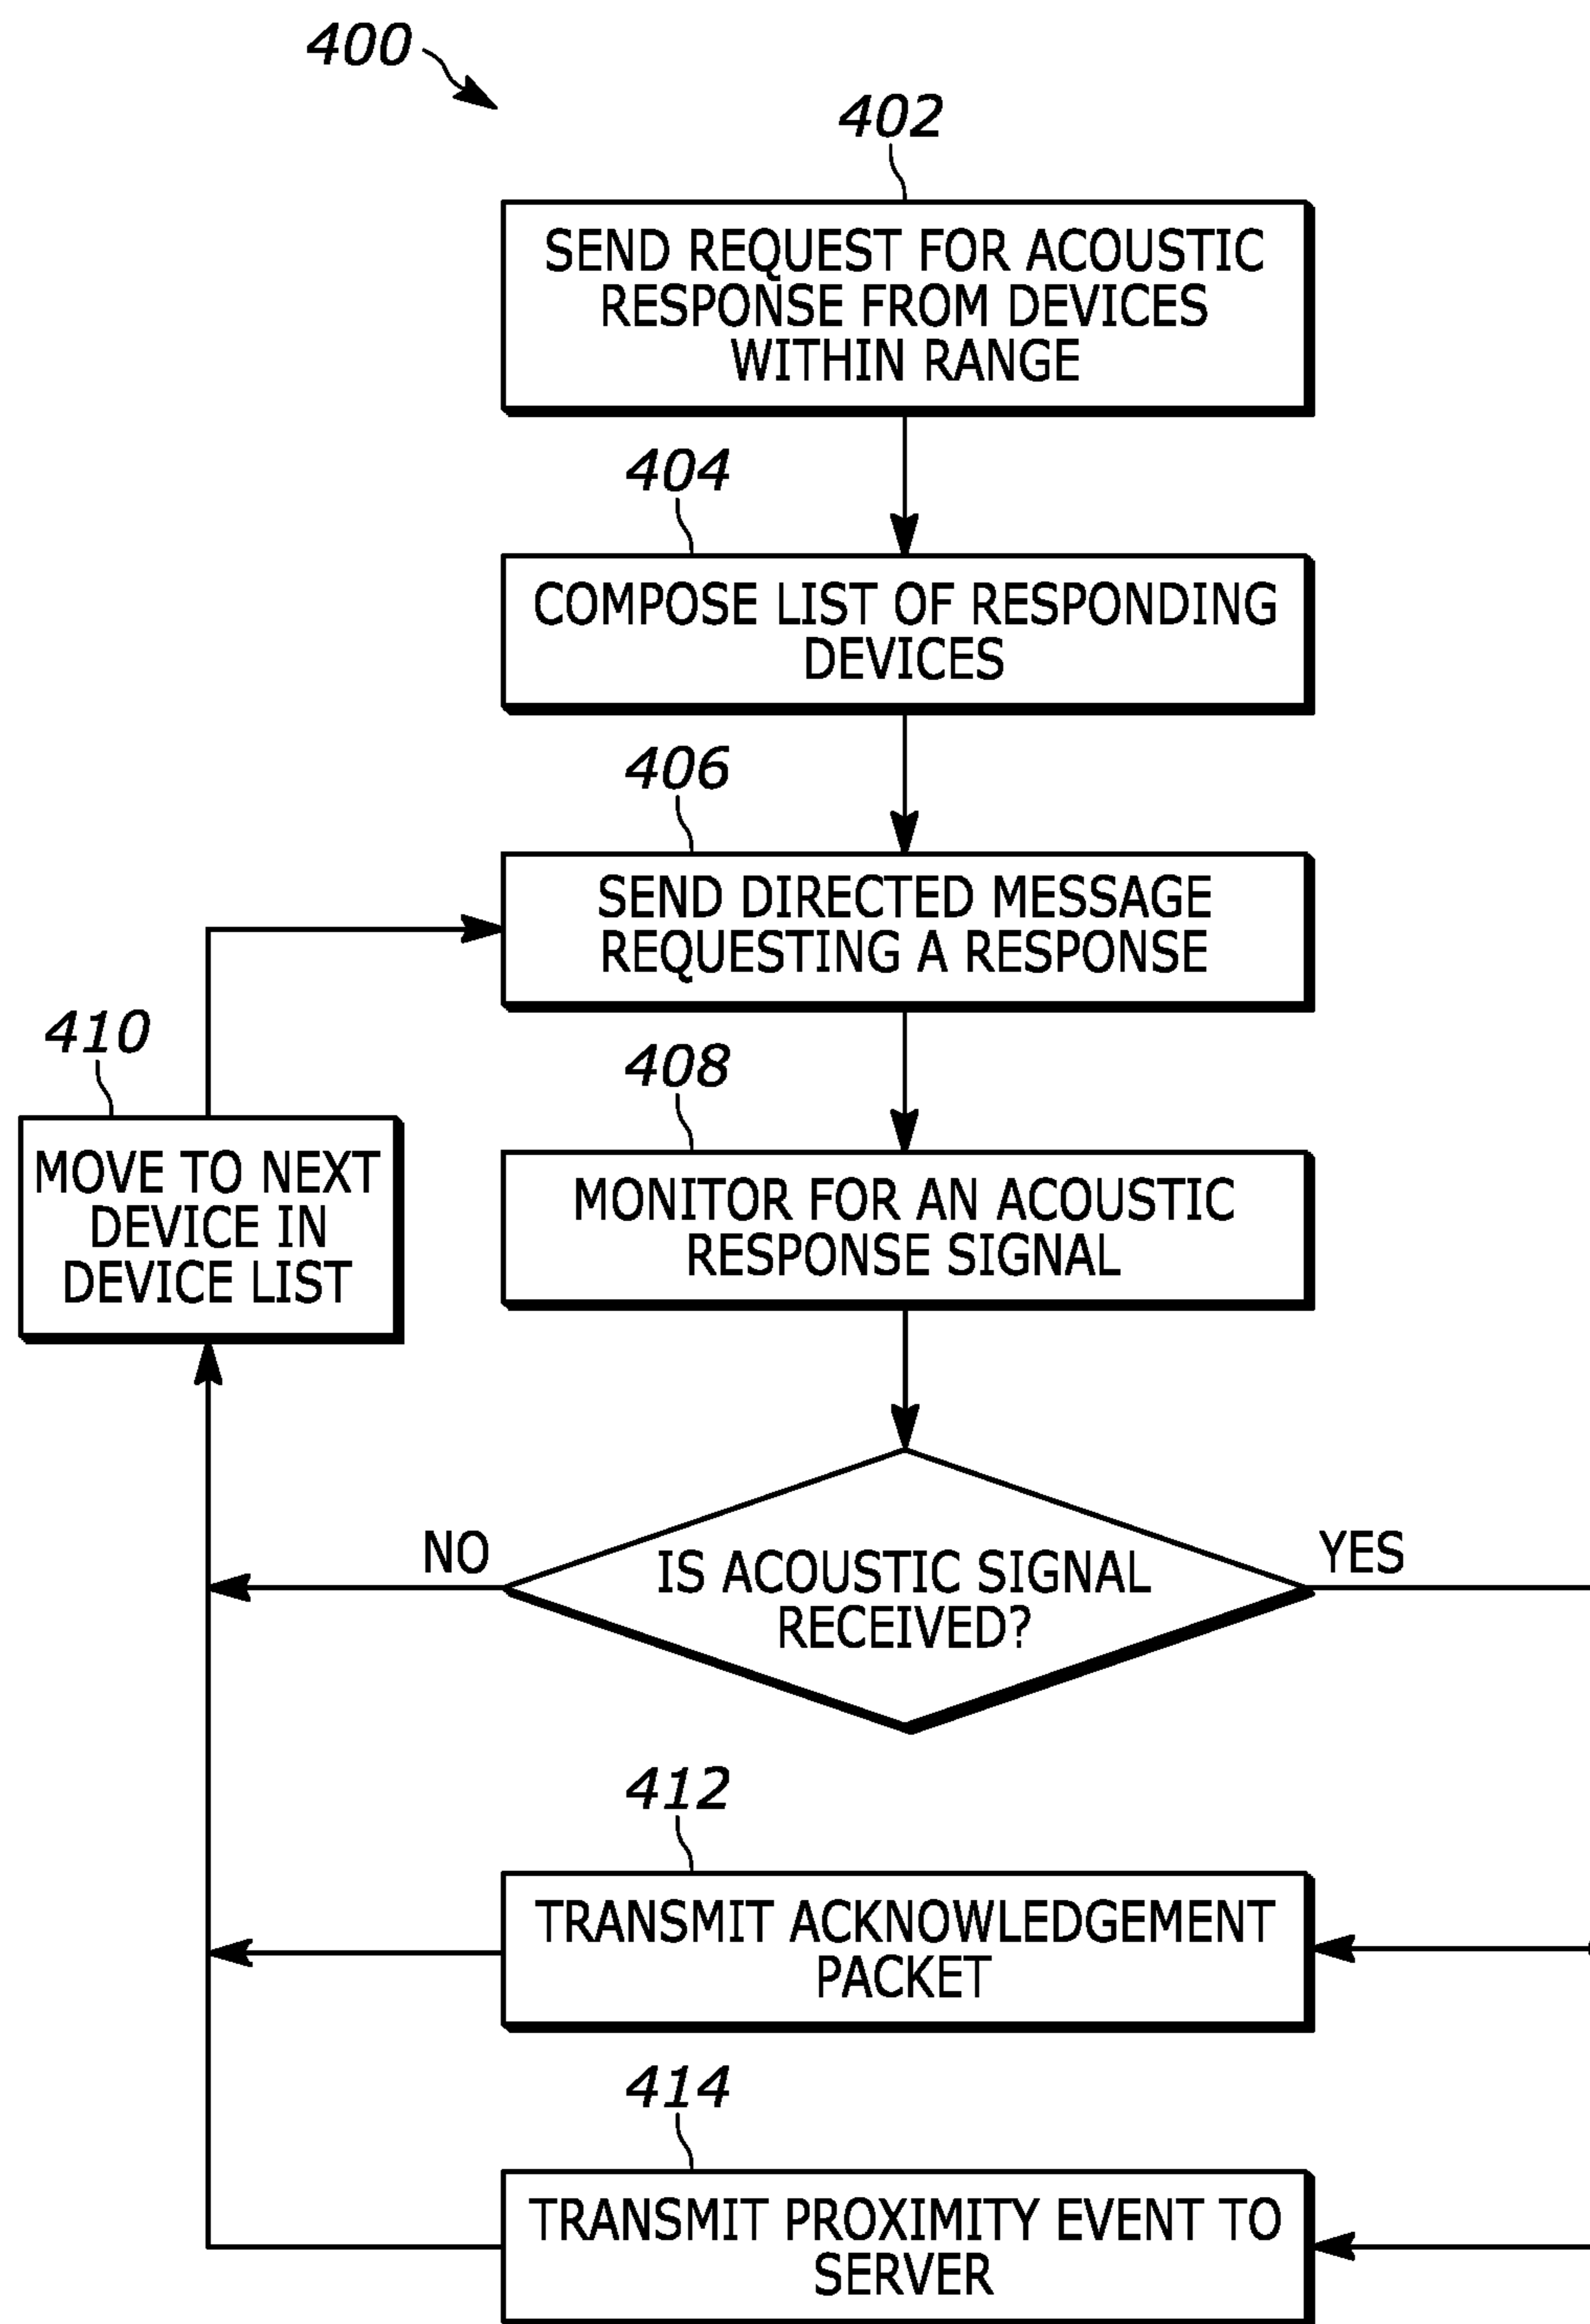 400
402
SEND REQUEST FOR ACOUSTIC
RESPONSE FROM DEVICES
WITHIN RANGE
404
COMPOSE LIST OF RESPONDING
DEVICES
406
SEND DIRECTED MESSAGE
REQUESTING A RESPONSE
410
MOVE TO NEXT
DEVICE IN
DEVICE LIST
408
MONITOR FOR AN ACOUSTIC
RESPONSE SIGNAL
NO
IS ACOUSTIC SIGNAL
RECEIVED?
YES
412
TRANSMIT ACKNOWLEDGEMENT
PACKET
414
TRANSMIT PROXIMITY EVENT TO
SERVER